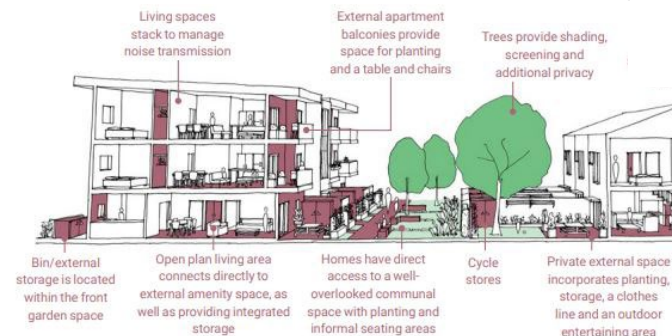 Living spaces
stack to manage
noise transmission
External apartment
balconies provide
space for planting
and a table and chairs
Trees provide shading,
screening and
additional privacy
Bin/external
storage is located
within the front
garden space
Open plan living area
connects directly to
external amenity space, as
well as providing integrated
storage
Homes have direct
access to a well-
overlooked communal
space with planting and
informal seating areas
Cycle
stores
Private external space
incorporates planting,
storage, a clothes
line and an outdoor
entertaining area